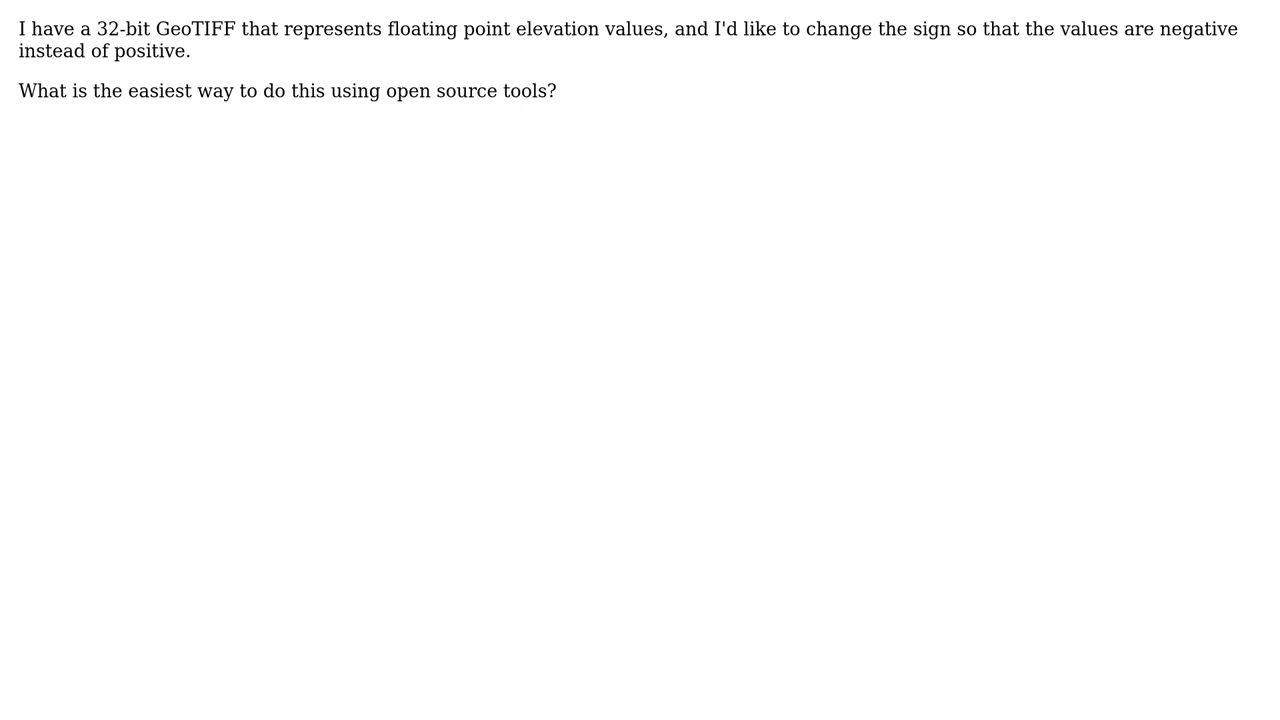 I have a 32-bit GeoTIFF that represents floating point elevation values, and I'd like to change the sign so that the values are negative
instead of positive.
What is the easiest way to do this using open source tools?